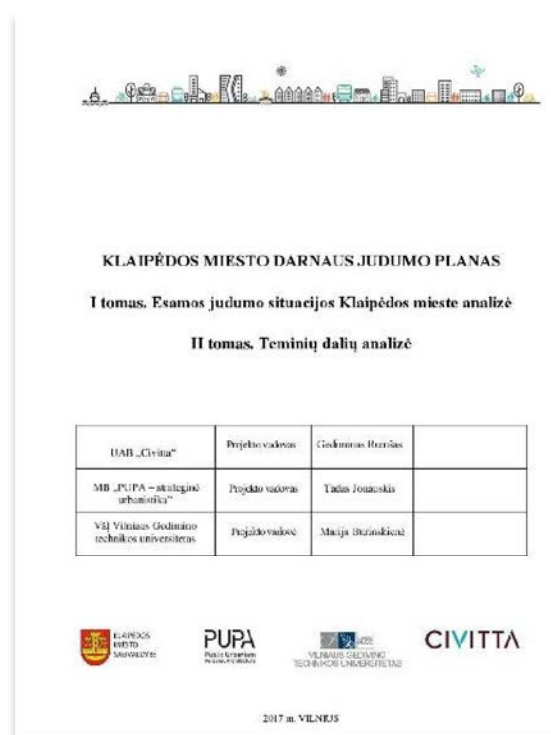 KLAIPĖDOS MIESTO DARNAUS JUDUMO PLANAS
I tomas. Esamos judumo situacijos Klaipėdos mieste analizė
II tomas. Teminių dalių analizė
UAB „Civitta“
Projekto vadovas
Gediminas
MB „PUPA – strateginė
urbanistika“
Projekto vadovas
Tadas Jonauskis
VšĮ Vilniaus Gedimino
technikos universitetas
Projekto vadovė
Marija Burinskienė
KLAIPĖDOS
MIESTO
SAVIVALDYBĖ
PUPA
VILNIAUS GEDIMINO
TECHNIKOS UNIVERSITETAS
CIVITTA
2017 m. VILNIUS